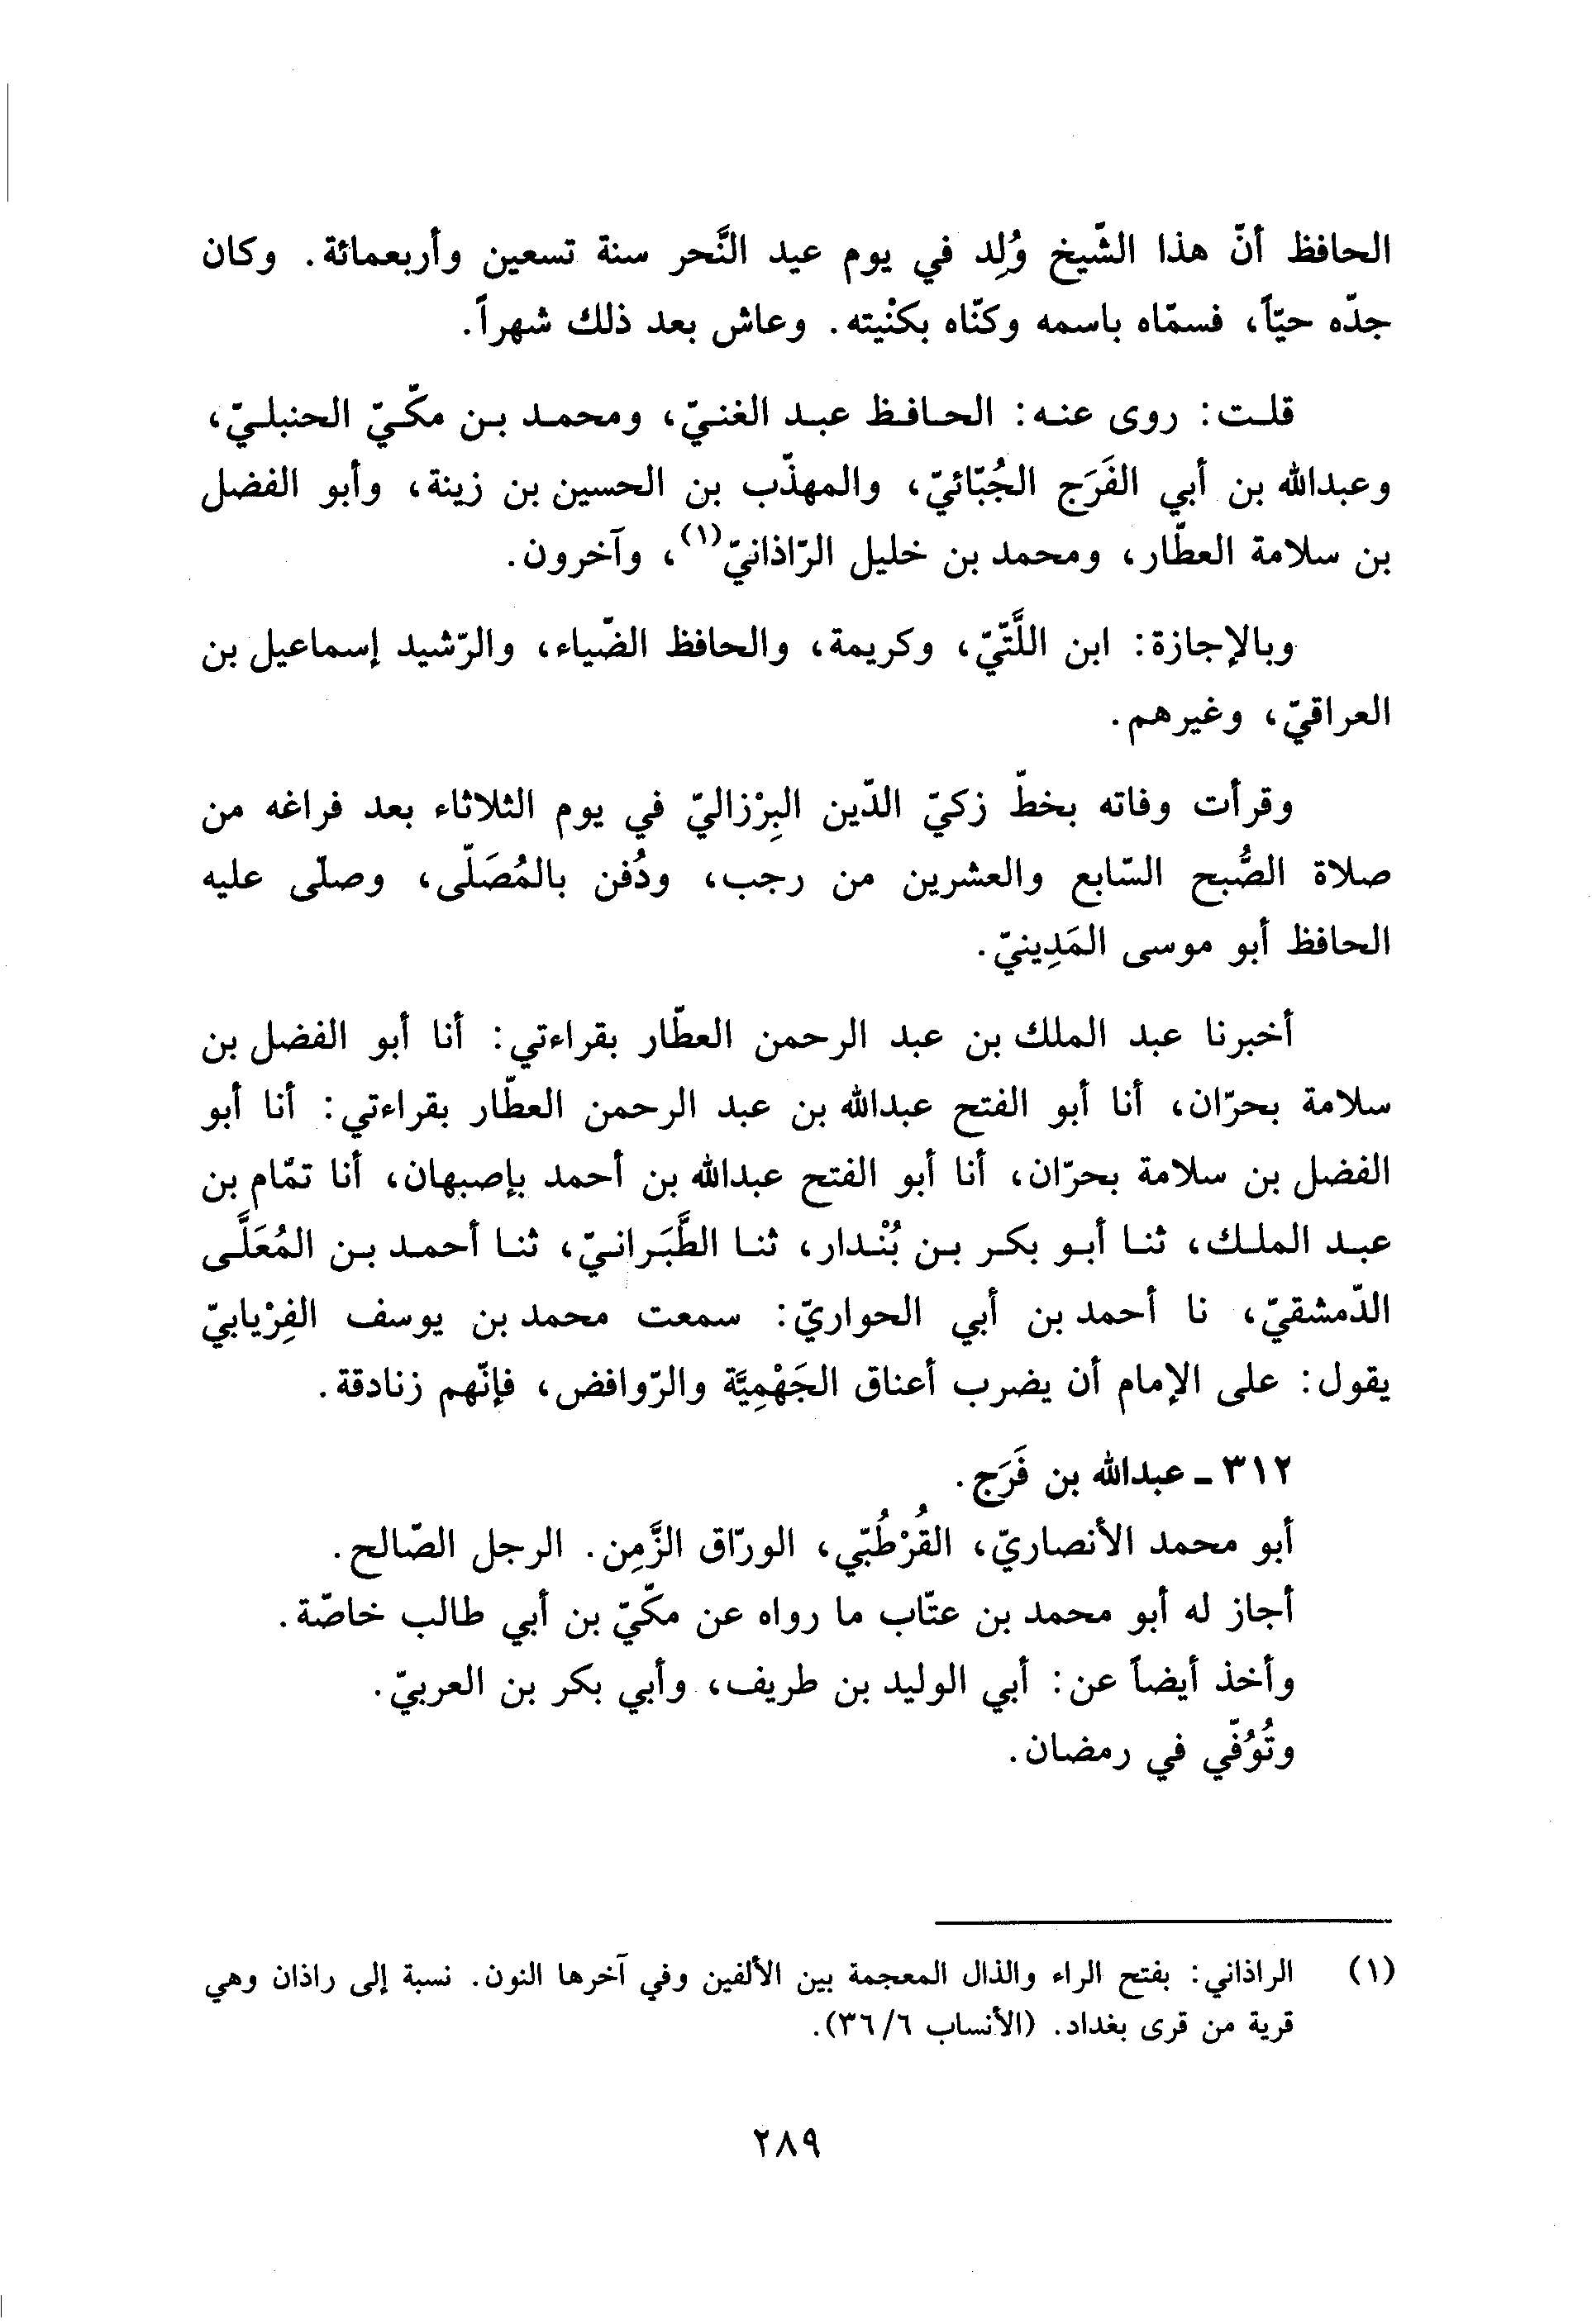 الحافظ أنّ هذا الشّيخ وُلِد في يوم عيد النَّحر سنة تسعين وأربعمائة. وكان
جدّه حيّاً، فسمّاه باسمه وكنّاه بكنْيته. وعاش بعد ذلك شهراً.
قلت: روى عنه: الحافظ عبد الغنيّ، ومحمد بن مكّيّ الحنبليّ،
وعبدالله بن أبي الفَرَج الجُبّائيّ، والمهذّب بن الحسين بن زينة، وأبو الفضل
بن سلامة العطّار، ومحمد بن خليل الرّاذانيّ(١)، وآخرون.
وبالإجازة: ابن اللَّتّيّ، وكريمة، والحافظ الضّياء، والرّشيد إسماعيل بن
العراقيّ، وغيرهم.
وقرأت وفاته بخطّ زكيّ الدّين البِرْزاليّ في يوم الثلاثاء بعد فراغه من
صلاة الصُّبح السّابع والعشرين من رجب، ودُفن بالمُصَلّى، وصلّى عليه
الحافظ أبو موسى المَدِينيّ.
أخبرنا عبد الملك بن عبد الرحمن العطّار بقراءتي: أنا أبو الفضل بن
سلامة بحرّان، أنا أبو الفتح عبدالله بن عبد الرحمن العطّار بقراءتي: أنا أبو
الفضل بن سلامة بحرّان، أنا أبو الفتح عبدالله بن أحمد بإصبهان، أنا تمّام بن
عبد الملك، ثنا أبو بكر بن بُنْدار، ثنا الطَّبَرانيّ، ثنا أحمد بن المُعَلَّى
الدّمشقيّ، نا أحمد بن أبي الحواريّ: سمعت محمد بن يوسف الفِرْيابيّ
يقول: على الإمام أن يضرب أعناق الجَهْمِيَّة والرّوافض، فإنّهم زنادقة.
٣١٢ ـ عبدالله بن فَرَج.
أبو محمد الأنصاريّ، القُرْطُبّي، الورّاق الزَّمِن. الرجل الصّالح.
أجاز له أبو محمد بن عتّاب ما رواه عن مكّيّ بن أبي طالب خاصّة.
وأخذ أيضاً عن: أبي الوليد بن طريف، وأبي بكر بن العربيّ.
وتُوُفّي في رمضان.
(١) الراذاني: بفتح الراء والذال المعجمة بين الألفين وفي آخرها النون. نسبة إلى راذان وهي
قرية من قرى بغداد. (الأنساب ٣٦/٦).
٢٨٩